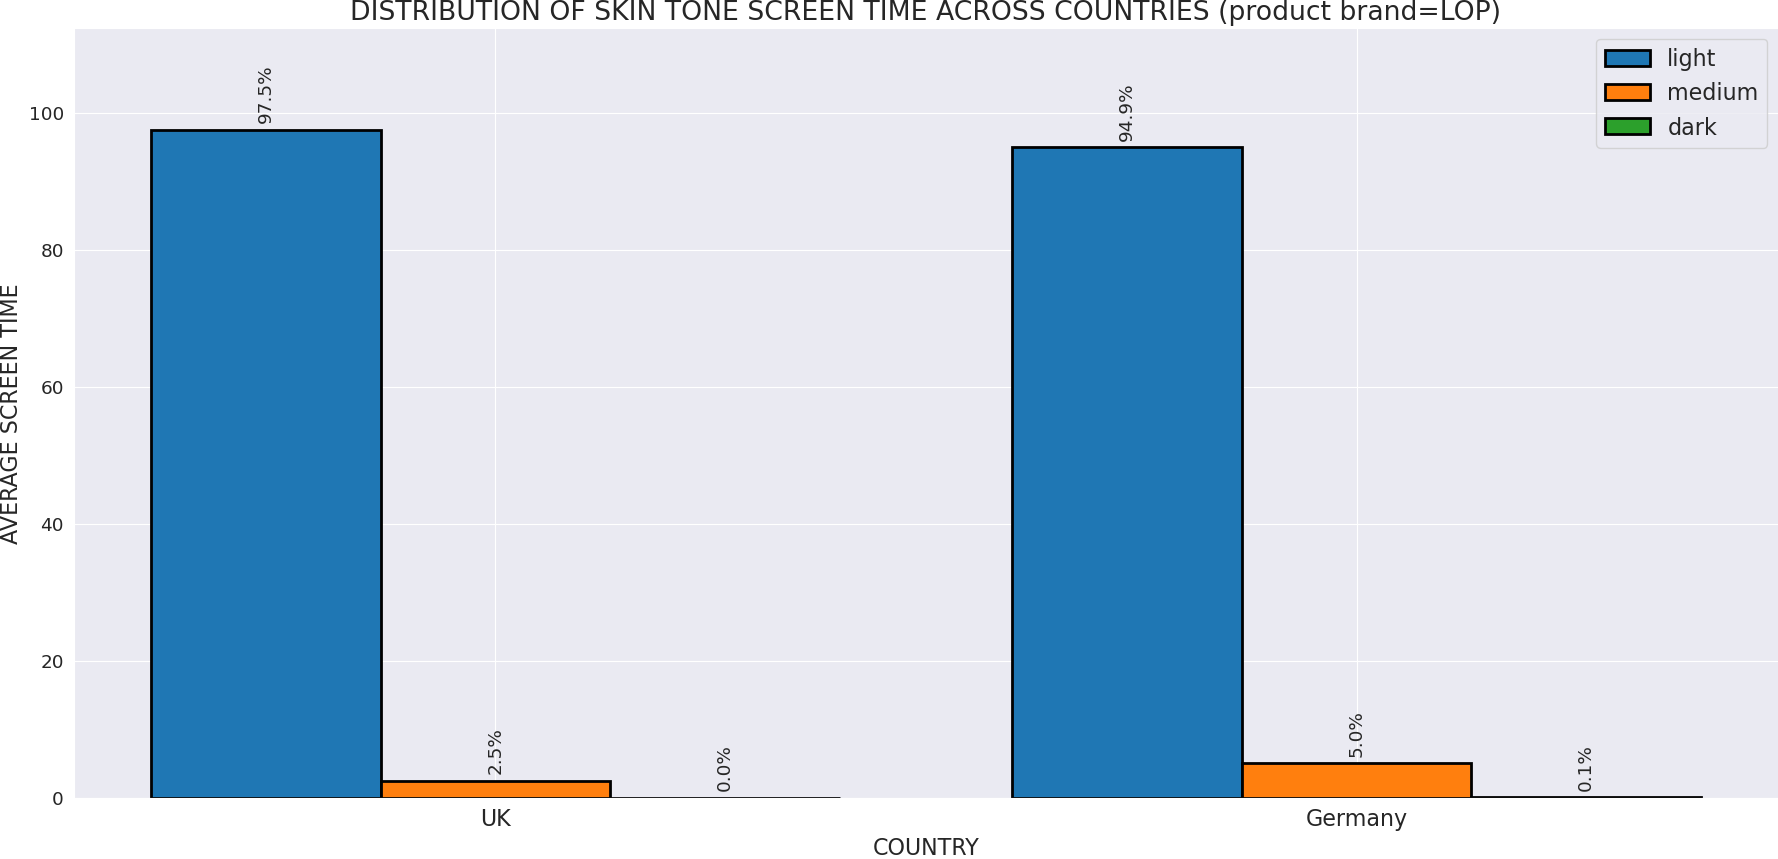 DISTRIBUTION OF SKIN TONE SCREEN TIME ACROSS COUNTRIES (product brand=LOP)
light
medium
dark
AVERAGE SCREEN TIME
100
80
60
40
20
0
97.5%
2.5%
0.0%
94.9%
5.0%
0.1%
UK
Germany
COUNTRY